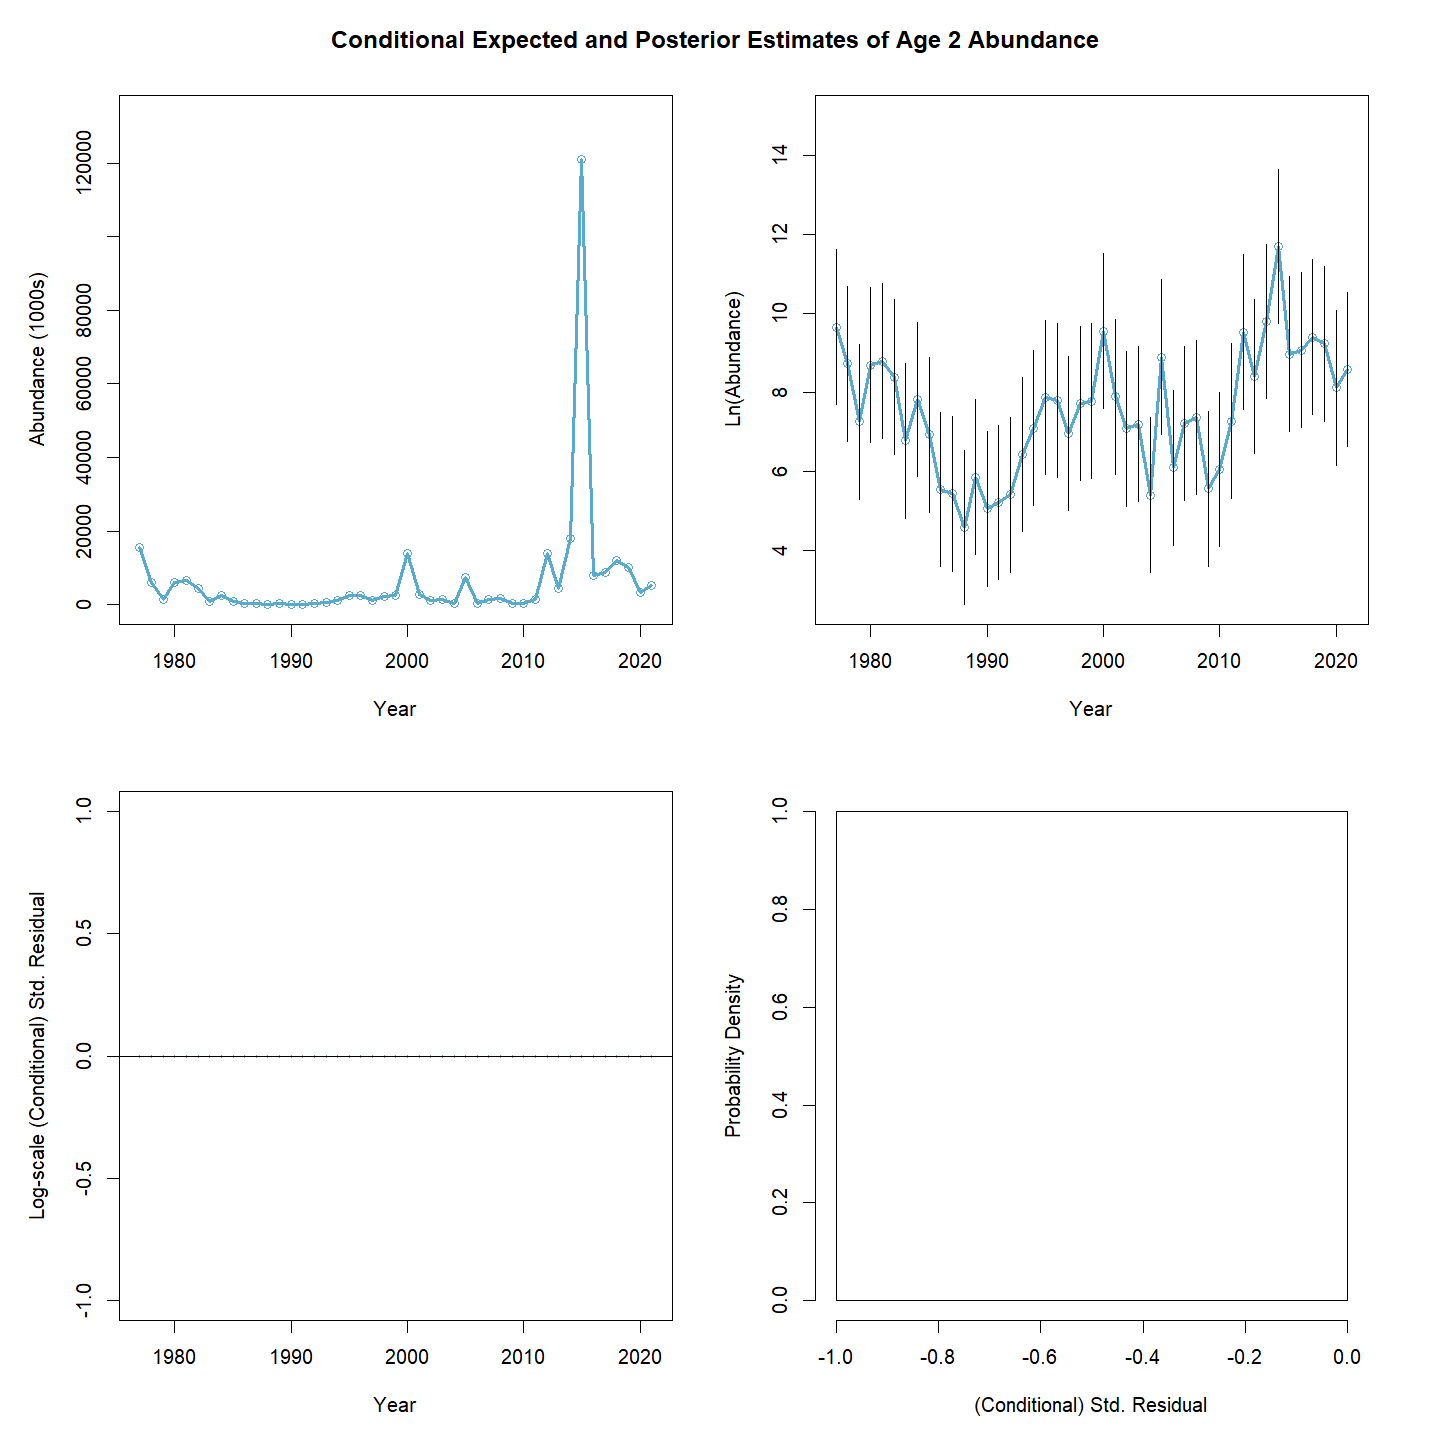 Conditional Expected and Posterior Estimates of Age 2 Abundance
Abundance (1000s)
120000
80000
60000
40000
20000
0
1980 1990 2000 2010 2020
Year
Ln(Abundance)
14
12
10
8
6
4
1980 1990 2000 2010 2020
Year
Log-scale (Conditional) Std. Residual
1.0
0.5
0.0
-0.5
-1.0
1980 1990 2000 2010 2020
Year
Probability Density
1.0
0.8
0.6
0.4
0.2
0.0
-1.0 -0.8 -0.6 -0.4 -0.2 0.0
(Conditional) Std. Residual